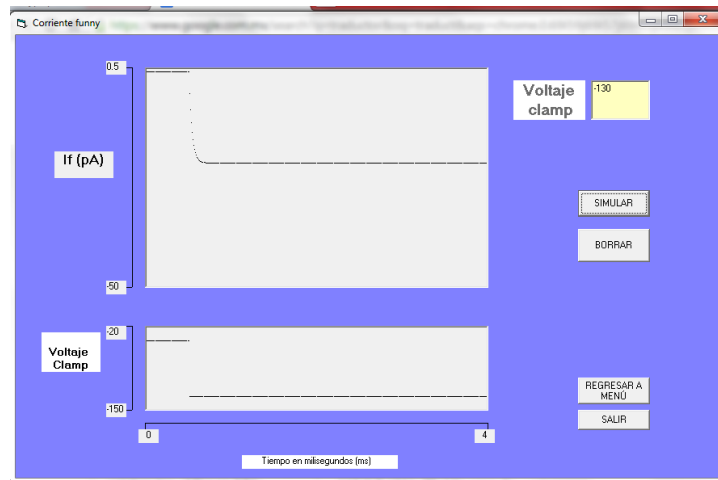 Corriente funny
0.5
If (pA)
-50
Voltaje
clamp
-130
SIMULAR
BORRAR
-20
Voltaje
Clamp
-150
0
4
Tiempo en milisegundos (ms)
REGRESAR A
MENÚ
SALIR